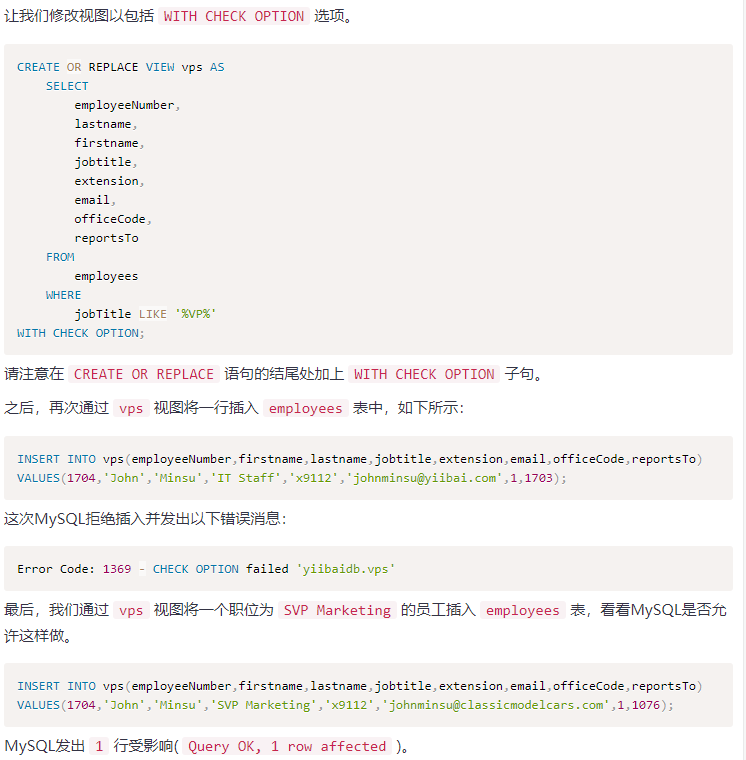 让我们修改视图以包括 WITH CHECK OPTION 选项。
CREATE OR REPLACE VIEW vps AS
    SELECT
        employeeNumber,
        lastname,
        firstname,
        jobtitle,
        extension,
        email,
        officeCode,
        reportsTo
    FROM
        employees
    WHERE
        jobTitle LIKE '%VP%'
WITH CHECK OPTION;
请注意在 CREATE OR REPLACE 语句的结尾处加上 WITH CHECK OPTION 子句。
之后，再次通过 vps 视图将一行插入 employees 表中，如下所示：
INSERT INTO vps(employeeNumber,firstname,lastname,jobtitle,extension,email,officeCode,reportsTo)
VALUES(1704,'John','Minsu','IT Staff','x9112','johnminsu@yiibai.com',1,1703);
这次MySQL拒绝插入并发出以下错误消息：
Error Code: 1369 - CHECK OPTION failed 'yiibaidb.vps'
最后，我们通过 vps 视图将一个职位为 SVP Marketing 的员工插入 employees 表，看看MySQL是否允
许这样做。
INSERT INTO vps(employeeNumber,firstname,lastname,jobtitle,extension,email,officeCode,reportsTo)
VALUES(1704,'John','Minsu','SVP Marketing','x9112','johnminsu@classicmodelcars.com',1,1076);
MySQL发出 1 行受影响( Query OK, 1 row affected )。